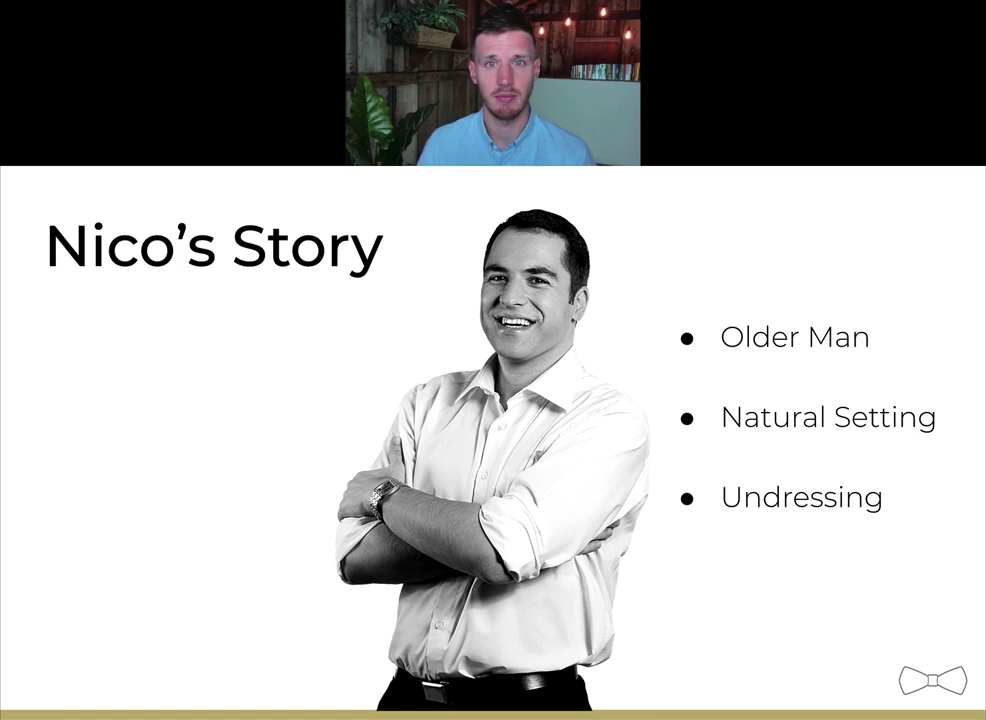 Nico’s Story
● Older Man
● Natural Setting
● Undressing